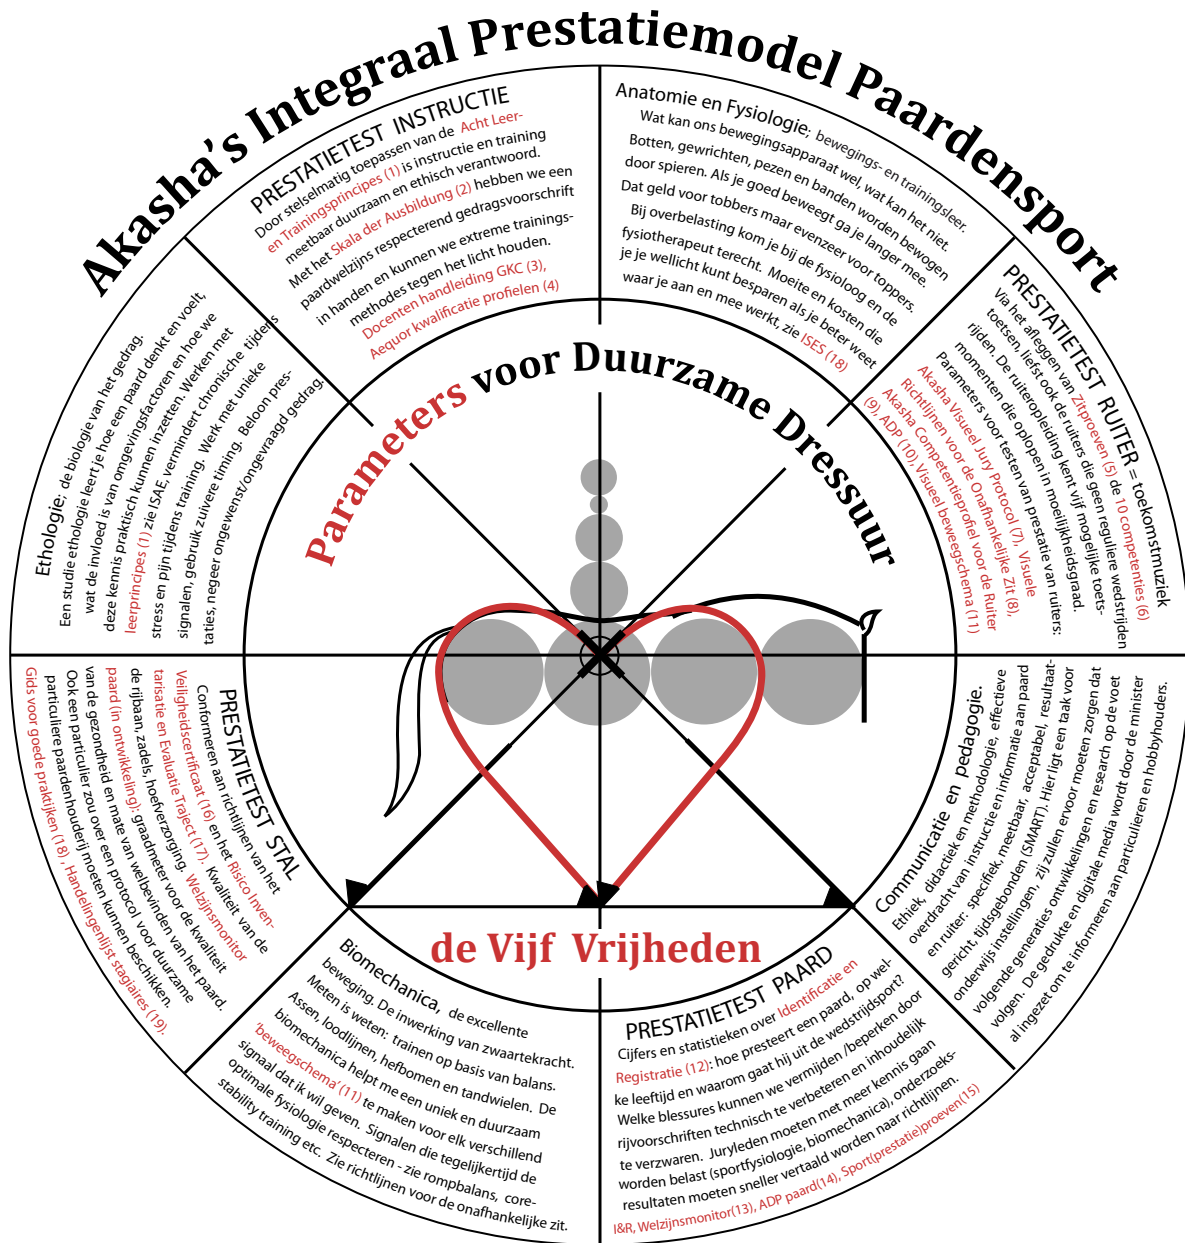 Akasha's Integraal Prestatiemodel Paardensport
Parameters voor Duurzame Dressuur
de Vijf Vrijheden
PRESTATIETEST INSTRUCTIE
Door stelselmatig toepassen van de Acht Leer-
en Trainingsprincipes (1) is instructie en training
meetbaar duurzaam en ethisch verantwoord.
Met het Skala der Ausbildung (2) hebben we een
paardwelzijns respecterend gedragsvoorschrift
in handen en kunnen we extreme trainings-
methodes tegen het licht houden.
Docenten handleiding GKC (3),
Aequor kwalificatie profielen (4)
Anatomie en Fysiologie; bewegings- en trainingsleer.
Wat kan ons bewegingsapparaat wel, wat kan het niet.
Botten, gewrichten, pezen en banden worden bewogen
door spieren. Als je goed beweegt ga je langer mee.
Dat geld voor tobbers maar evenzeer voor toppers.
Bij overbelasting kom je bij de fysioloog en de
fysiotherapeut terecht. Moeite en kosten die
je je wellicht kunt besparen als je beter weet
waar je aan en mee werkt, zie ISES (18)
PRESTATIETEST RUITER = toekomstmuziek
Via het afleggen van Zitproeven (5) de 10 competenties (6)
toetsen, liefst ook de ruiters die geen reguliere wedstrijden
rijden. De ruiteropleiding kent vijf mogelijke toets-
momenten die oplopen in moeilijkheidsgraad.
Parameters voor testen van prestatie van ruiters:
Akasha Visueel Jury Protocol (7), Visuele
Richtlijnen voor de Onafhankelijke Zit (8),
Akasha Competentieprofiel voor de Ruiter
(9), ADP (10), Visueel beweegschema (11)
Communicatie en pedagogie.
Ethiek, didactiek en methodologie, effectieve
overdracht van instructie en informatie aan paard
en ruiter: specifiek, meetbaar, acceptabel, resultaat-
gericht, tijdsgebonden (SMART). Hier ligt een taak voor
onderwijs instellingen, zij zullen ervoor moeten zorgen dat
volgende generaties ontwikkelingen en research op de voet
volgen. De gedrukte en digitale media wordt door de minister
al ingezet om te informeren aan particulieren en hobbyhouders.
PRESTATIETEST PAARD
Cijfers en statistieken over Identificatie en
Registratie (12): hoe presteert een paard, op wel-
ke leeftijd en waarom gaat hij uit de wedstrijdsport?
Welke blessures kunnen we vermijden /beperken door
rijvoorschriften technisch te verbeteren en inhoudelijk
te verzwaren. Juryleden moeten met meer kennis gaan
worden belast (sportfysiologie, biomechanica), onderzoeks-
resultaten moeten sneller vertaald worden naar richtlijnen.
I&R, Welzijnsmonitor(13), ADP paard(14), Sport(prestatie)proeven(15)
Biomechanica, de excellente
beweging. De inwerking van zwaartekracht.
Meten is weten: trainen op basis van balans.
Assen, loodlijnen, hefbomen en tandwielen. De
biomechanica helpt me een uniek en duurzaam
'beweegschema' (11) te maken voor elk verschillend
signaal dat ik wil geven. Signalen die tegelijkertijd de
optimale fysiologie respecteren - zie rompbalans, core-
stability training etc. Zie richtlijnen voor de onafhankelijke zit.
PRESTATIETEST STAL
Conformeren aan richtlijnen van het
Veiligheidscertificaat (16) en het Risico Inven-
tarisatie en Evaluatie Traject (17). Kwaliteit van de
de rijbaan, zadels, hoefverzorging. Welzijnsmonitor
paard (in ontwikkeling): graadmeter voor de kwaliteit
van de gezondheid en mate van welbevinden van het paard.
Ook een particulier zou over een protocol voor duurzame
particuliere paardenhouderij moeten kunnen beschikken.
Gids voor goede praktijken (18) , Handelingenlijst stagiaires (19).
Ethologie; de biologie van het gedrag.
Een studie ethologie leert je hoe een paard denkt en voelt,
wat de invloed is van omgevingsfactoren en hoe we
deze kennis praktisch kunnen inzetten. Werken met
leerprincipes (1) zie ISAE, vermindert chronische tijdens
stress en pijn tijdens training. Werk met unieke
signalen, gebruik zuivere timing. Beloon pres-
taties, negeer ongewenst/ongevraagd gedrag.